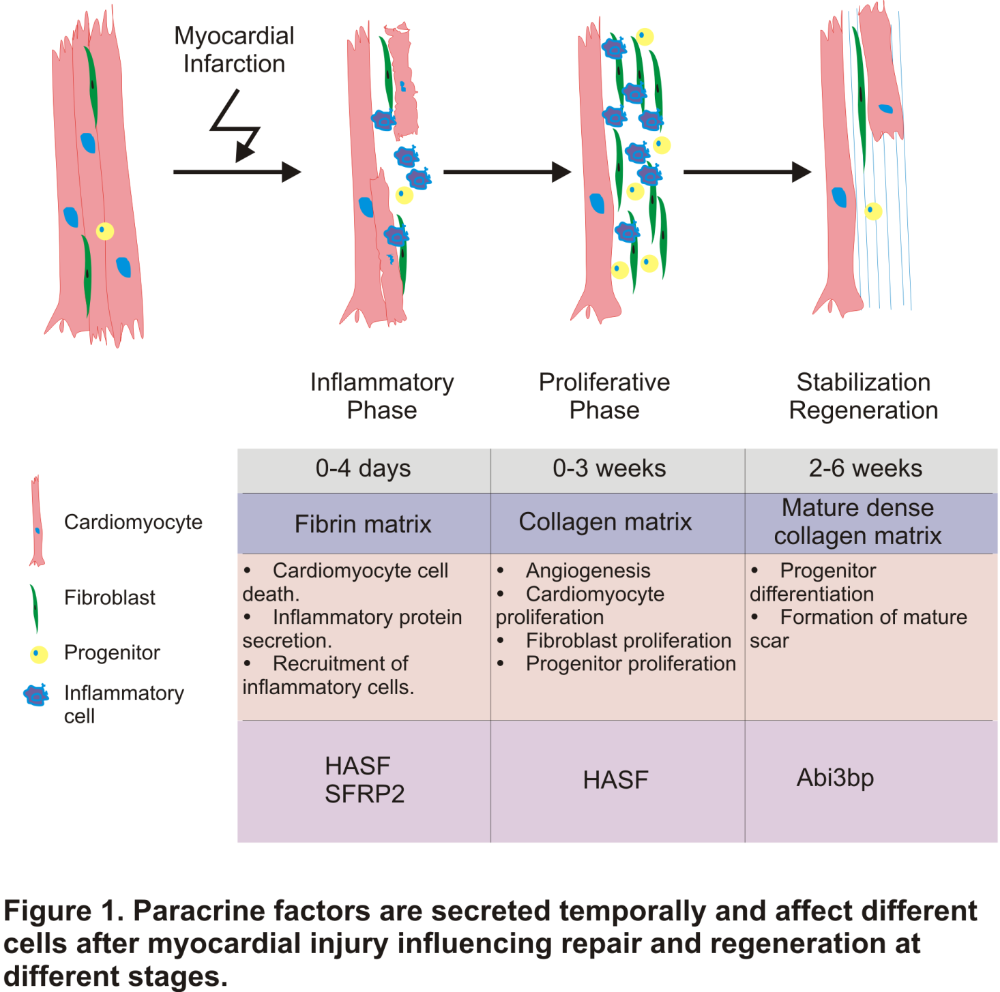 Myocardial
Infarction
Inflammatory
Phase
Proliferative
Phase
Stabilization
Regeneration
Cardiomyocyte
Fibroblast
Progenitor
Inflammatory
cell
0-4 days
0-3 weeks
2-6 weeks
Fibrin matrix
Collagen matrix
Mature dense
collagen matrix
• Cardiomyocyte cell
death.
• Inflammatory protein
secretion.
• Recruitment of
inflammatory cells.
• Angiogenesis
• Cardiomyocyte
proliferation
• Fibroblast proliferation
• Progenitor proliferation
• Progenitor
differentiation
• Formation of mature
scar
HASF
SFRP2
HASF
Abi3bp
Figure 1. Paracrine factors are secreted temporally and affect different
cells after myocardial injury influencing repair and regeneration at
different stages.